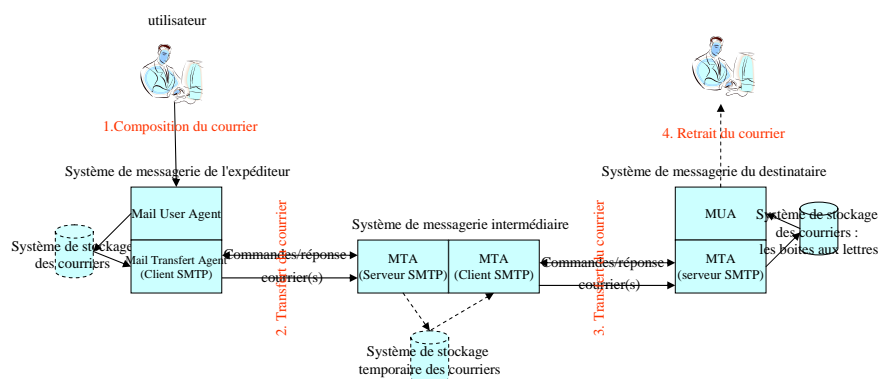 utilisateur
1.Composition du courrier
4. Retrait du courrier
Système de messagerie de l'expéditeur
Système de messagerie du destinataire
Mail User Agent
Système de stockage
des courriers
Mail Transfert Agent
(Client SMTP)
2. Transfert du courrier
Commandes/réponse
courrier(s)
Système de messagerie intermédiaire
MTA
(Serveur SMTP)
MTA
(Client SMTP)
Système de stockage
temporaire des courriers
3. Transfert du courrier
Commandes/réponse
courrier(s)
MUA
MTA
(serveur SMTP)
Système de stockage
des courriers :
les boites aux lettres